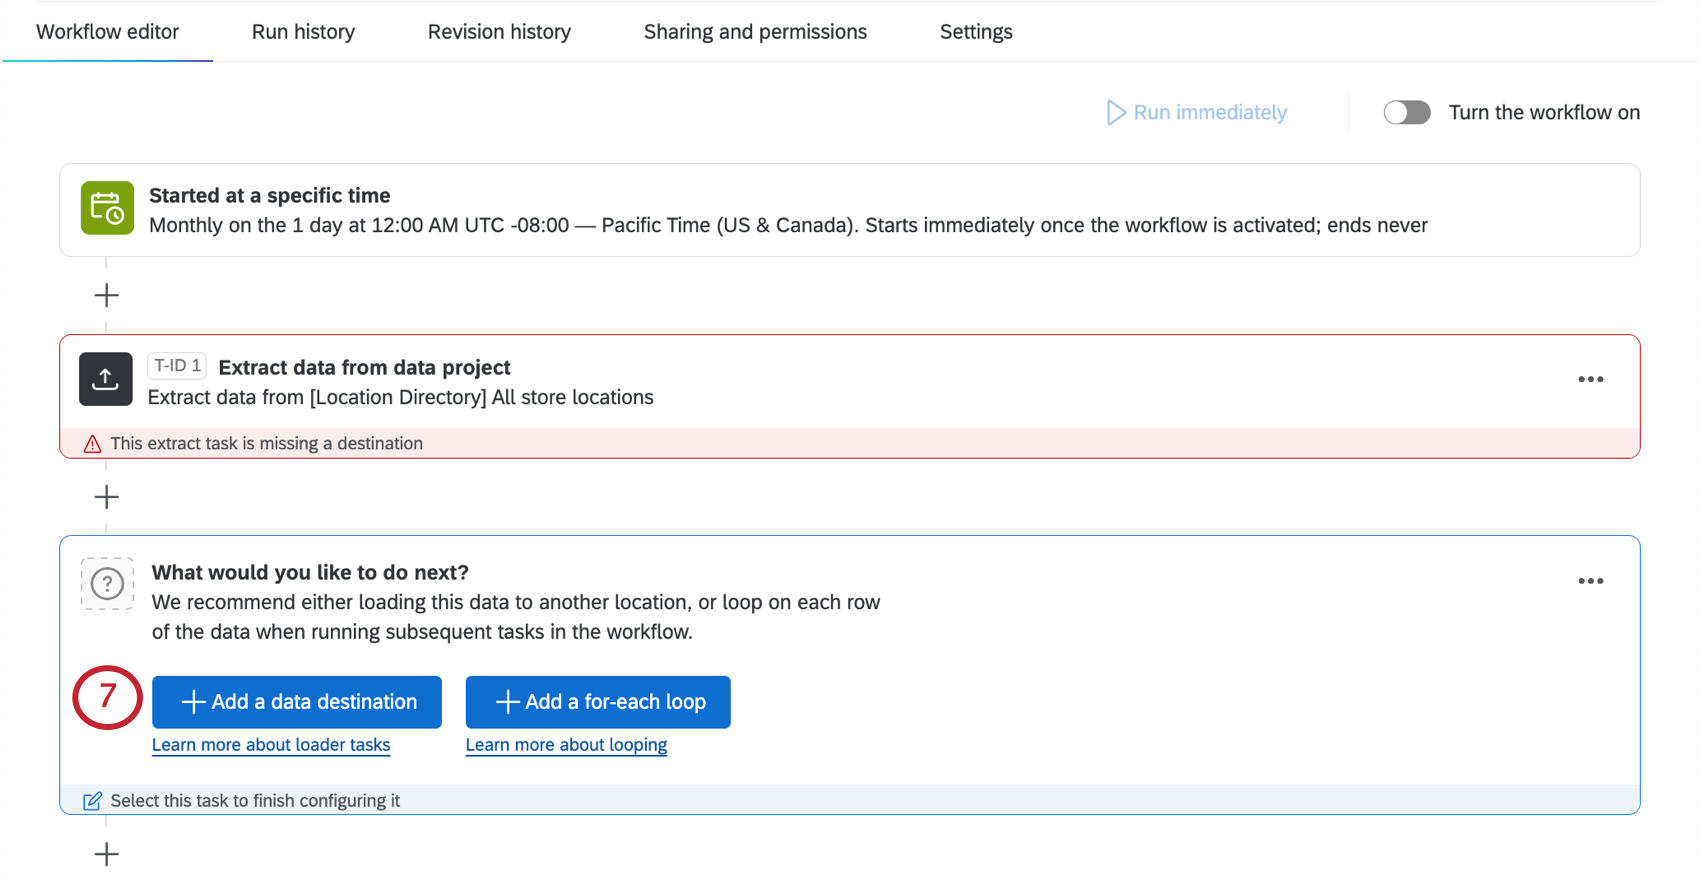 Workflow editor
Run history
Revision history
Sharing and permissions
Settings
Run immediately
Turn the workflow on
Started at a specific time
Monthly on the 1 day at 12:00 AM UTC -08:00 — Pacific Time (US & Canada). Starts immediately once the workflow is activated; ends never
T-ID 1 Extract data from data project
Extract data from [Location Directory] All store locations
This extract task is missing a destination
What would you like to do next?
We recommend either loading this data to another location, or loop on each row
of the data when running subsequent tasks in the workflow.
7
Add a data destination
Add a for-each loop
Learn more about loader tasks
Learn more about looping
Select this task to finish configuring it